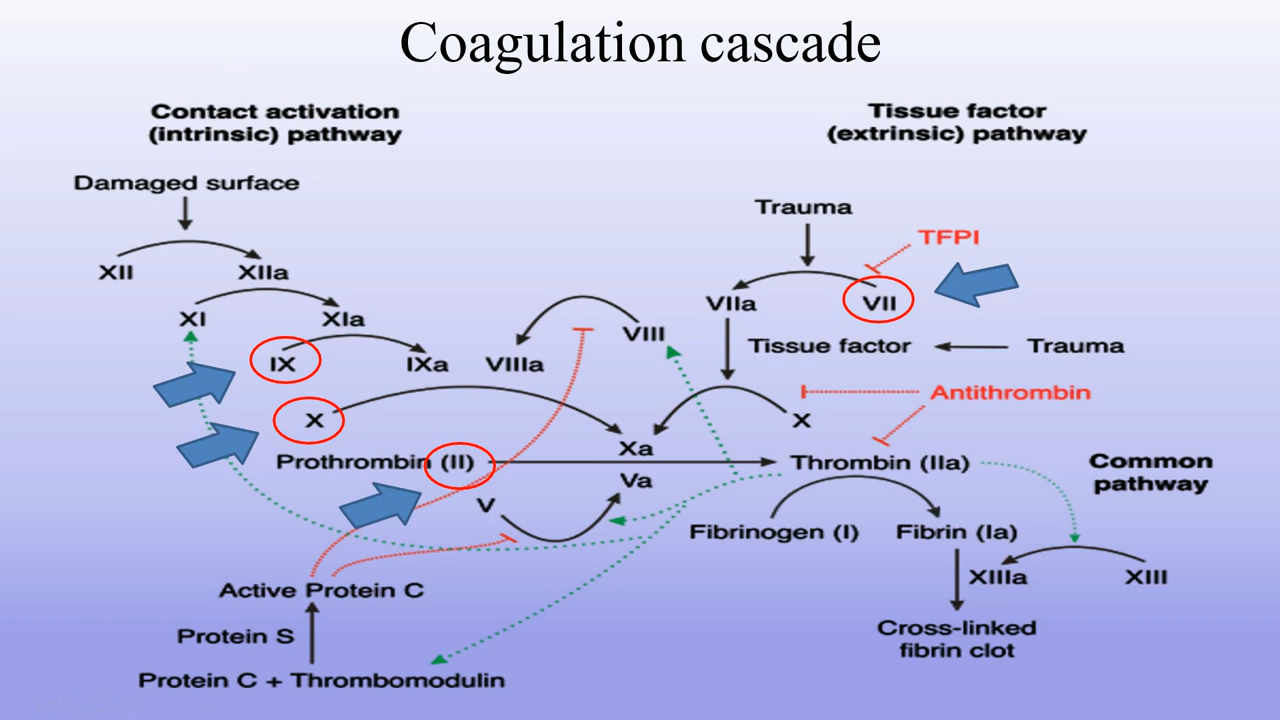 Coagulation cascade
Contact activation
(intrinsic) pathway
Tissue factor
(extrinsic) pathway
Damaged surface
Trauma
TFPI
XII
XIIa
VIIa
VII
XI
XIa
VIII
Tissue factor
Trauma
IX
IXa
VIIIa
Antithrombin
X
X
Xa
Prothrombin (II)
Thrombin (IIa)
Common
pathway
Va
V
Fibrinogen (I)
Fibrin (Ia)
XIIIa
XIII
Active Protein C
Cross-linked
fibrin clot
Protein S
Protein C + Thrombomodulin